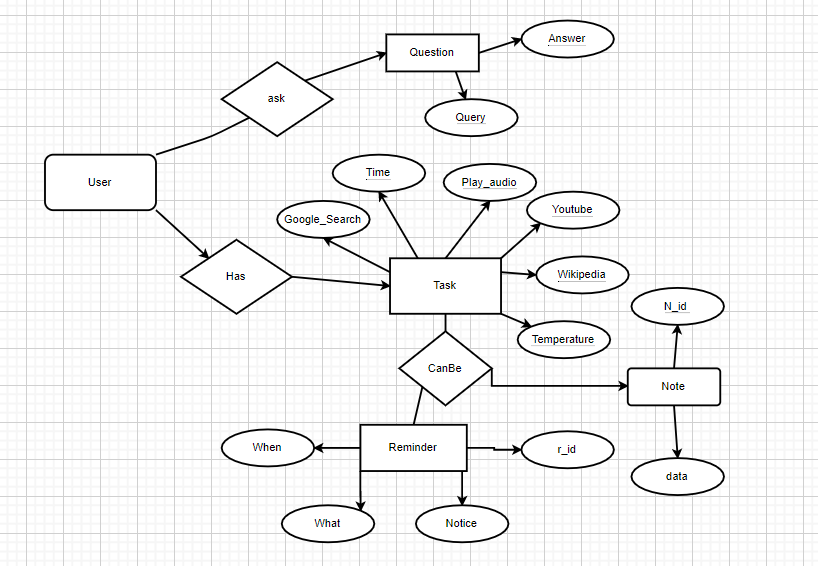 Question
Answer
ask
Query
User
Time
Play_audio
Google_Search
Youtube
Has
Task
Wikipedia
N_id
Temperature
CanBe
Note
When
Reminder
r_id
data
What
Notice